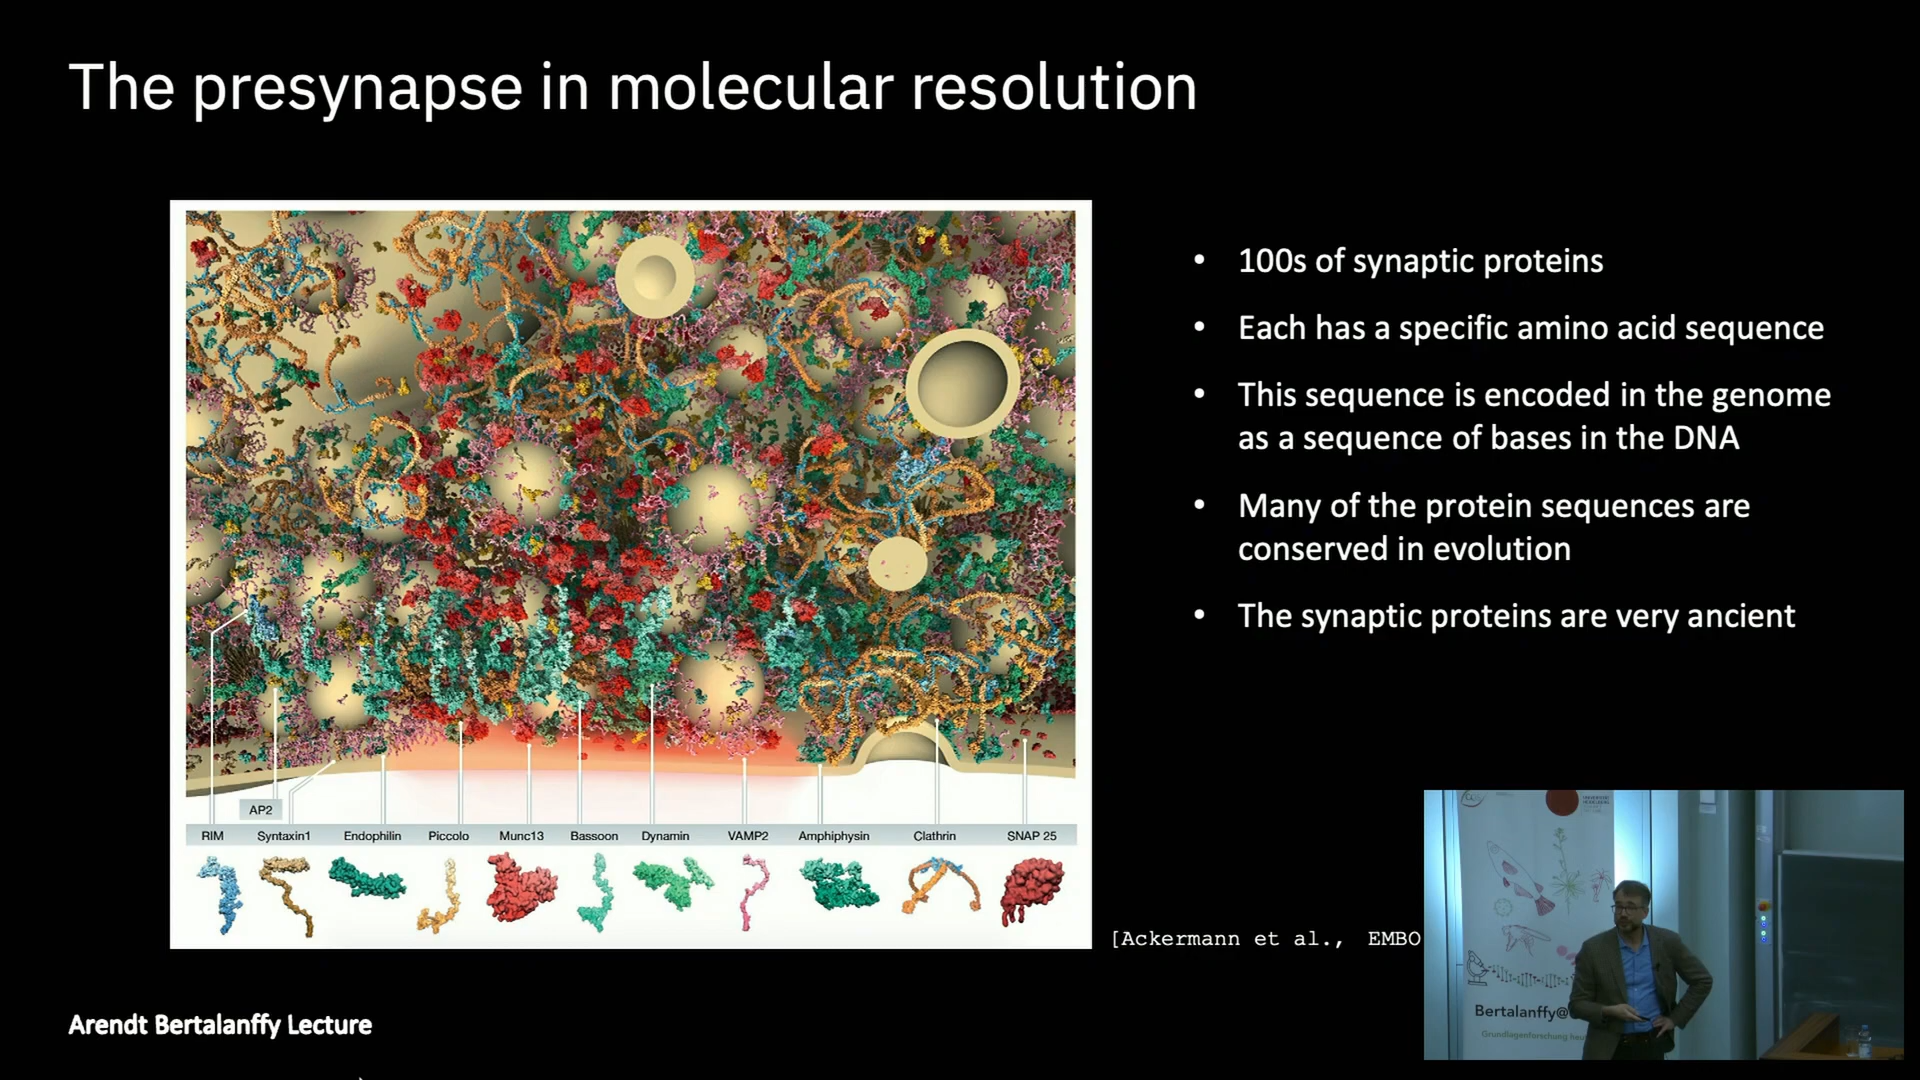 The presynapse in molecular resolution
• 100s of synaptic proteins
• Each has a specific amino acid sequence
• This sequence is encoded in the genome
as a sequence of bases in the DNA
• Many of the protein sequences are
conserved in evolution
• The synaptic proteins are very ancient
AP2
RIM Syntaxin1 Endophilin Piccolo Munc13 Bassoon Dynamin VAMP2 Amphiphysin Clathrin SNAP 25
[Ackermann et al., EMBO
Bertalanffy@
Grundlagenforschung
Arendt Bertalanffy Lecture